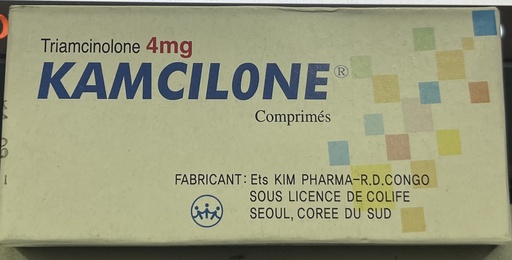 Triamcinolone 4mg
KAMCILONE®
Comprimés
FABRICANT: Ets KIM PHARMA-R.D.CONGO
SOUS LICENCE DE COLIFE
SEOUL, COREE DU SUD